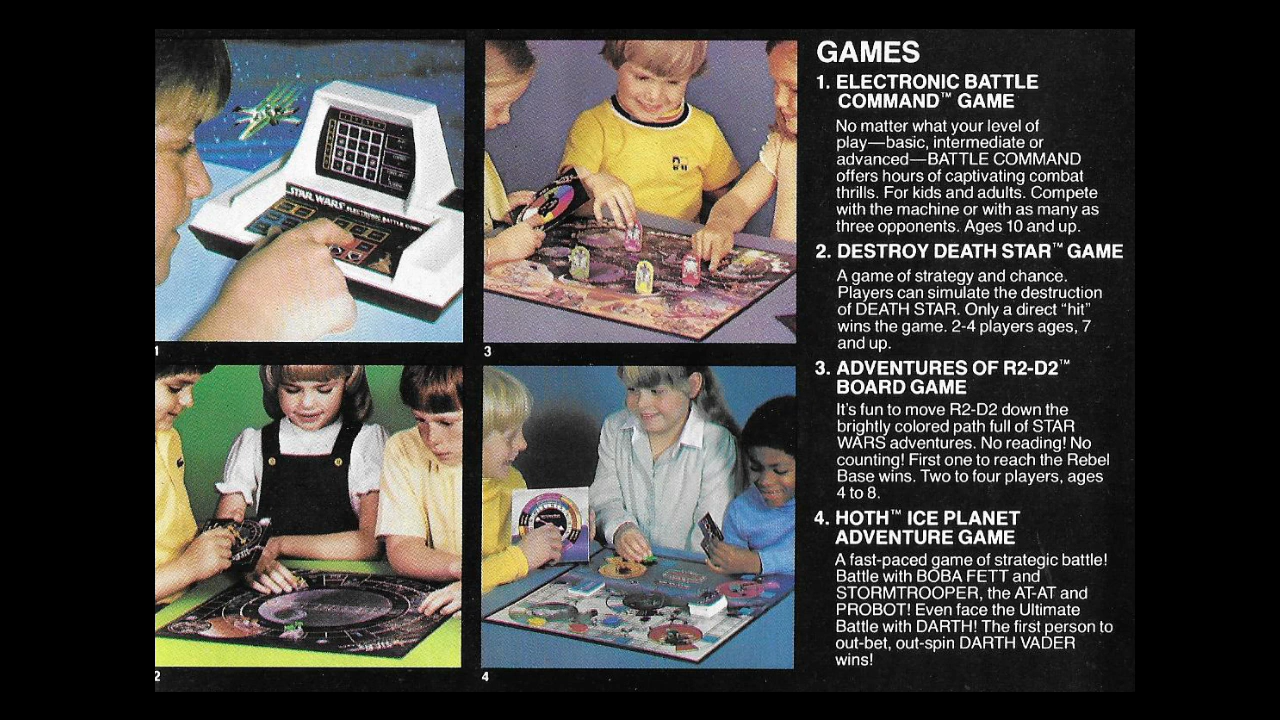 STAR WARS ELECTRONIC BATTLE
1
3
2
4
GAMES
1. ELECTRONIC BATTLE
COMMAND™ GAME
No matter what your level of
play—basic, intermediate or
advanced—BATTLE COMMAND
offers hours of captivating combat
thrills. For kids and adults. Compete
with the machine or with as many as
three opponents. Ages 10 and up.
2. DESTROY DEATH STAR™ GAME
A game of strategy and chance.
Players can simulate the destruction
of DEATH STAR. Only a direct "hit"
wins the game. 2-4 players ages, 7
and up.
3. ADVENTURES OF R2-D2™
BOARD GAME
It's fun to move R2-D2 down the
brightly colored path full of STAR
WARS adventures. No reading! No
counting! First one to reach the Rebel
Base wins. Two to four players, ages
4 to 8.
4. HOTH™ ICE PLANET
ADVENTURE GAME
A fast-paced game of strategic battle!
Battle with BOBA FETT and
STORMTROOPER, the AT-AT and
PROBOT! Even face the Ultimate
Battle with DARTH! The first person to
out-bet, out-spin DARTH VADER
wins!